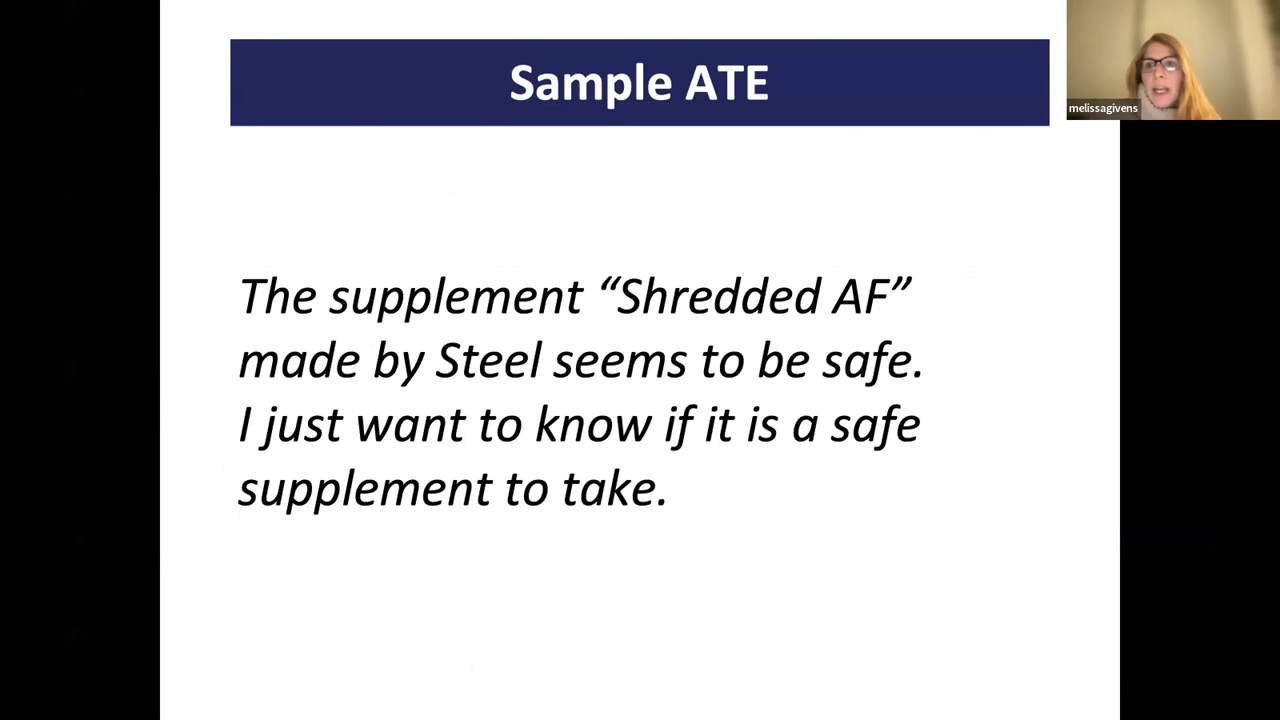 Sample ATE
melissagivens
The supplement “Shredded AF”
made by Steel seems to be safe.
I just want to know if it is a safe
supplement to take.